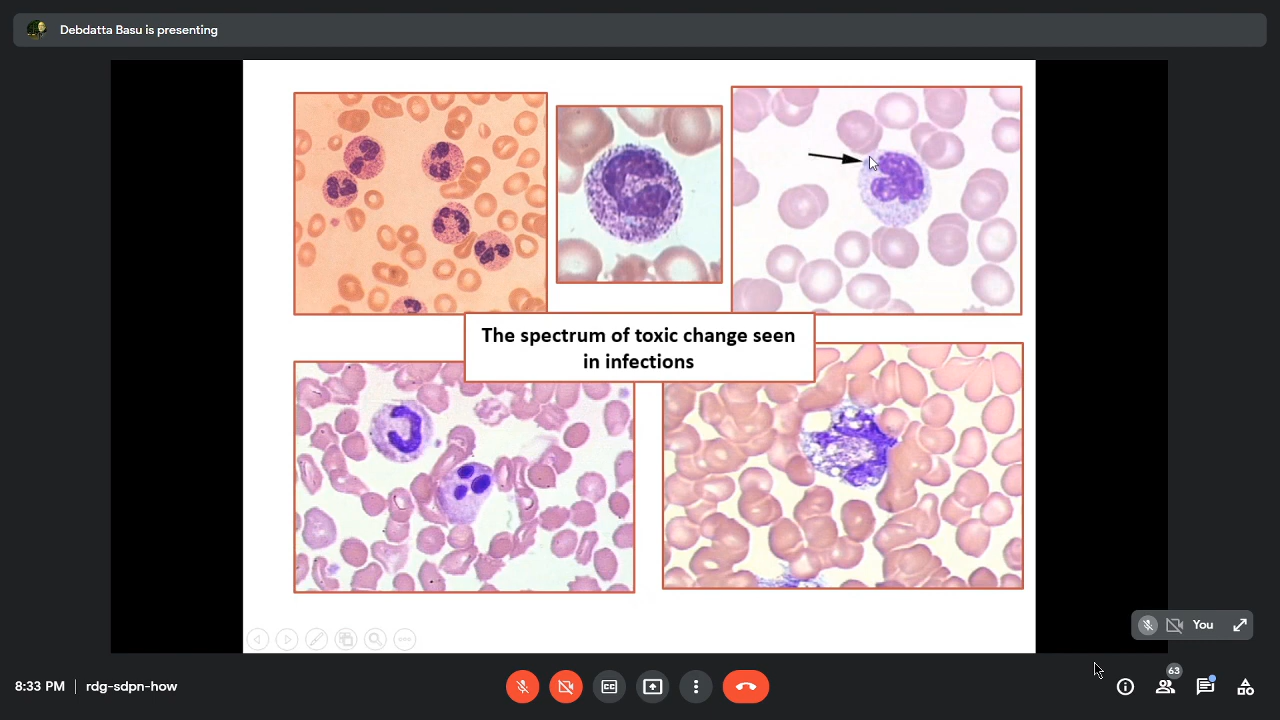 Debdatta Basu is presenting
The spectrum of toxic change seen
in infections
You
8:33 PM | rdg-sdpn-how
CC
63